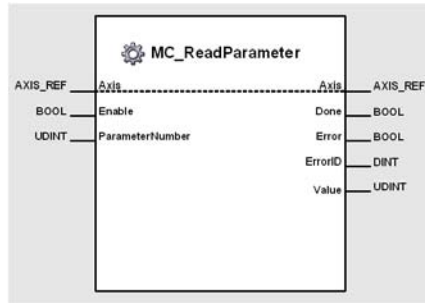 MC_ReadParameter
AXIS_REF Axis Axis AXIS_REF
BOOL Enable Done BOOL
UDINT ParameterNumber Error BOOL
ErrorID DINT
Value UDINT